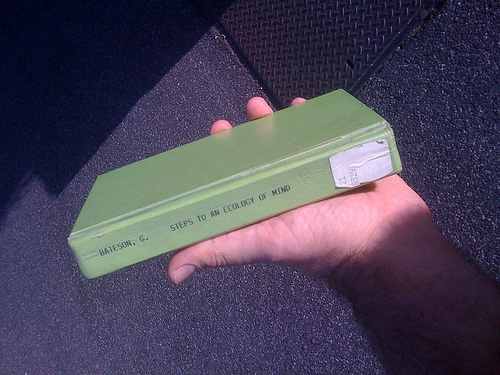 BATESON, G. STEPS TO AN ECOLOGY OF MIND